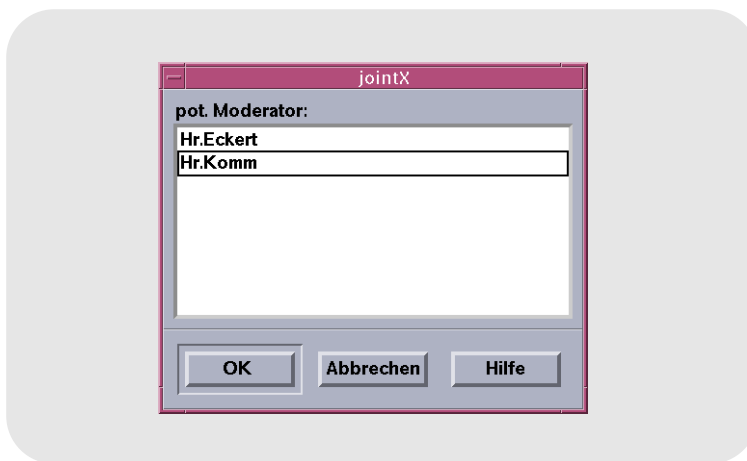 jointX
pot. Moderator:
Hr.Eckert
Hr.Komm
OK Abbrechen Hilfe